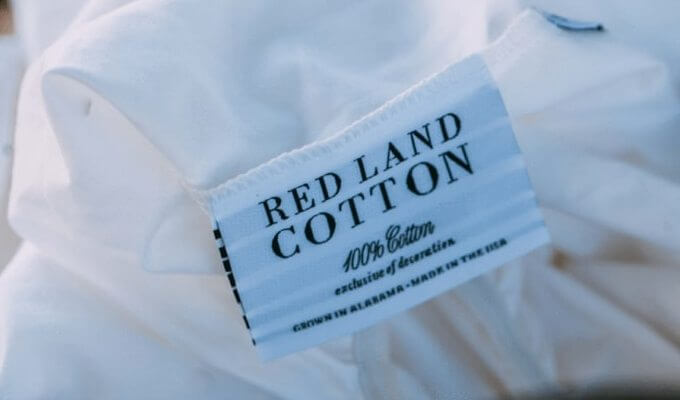 RED LAND
COTTON
100% Cotton
exclusive of decoration
GROWN IN ALABAMA • MADE IN THE USA